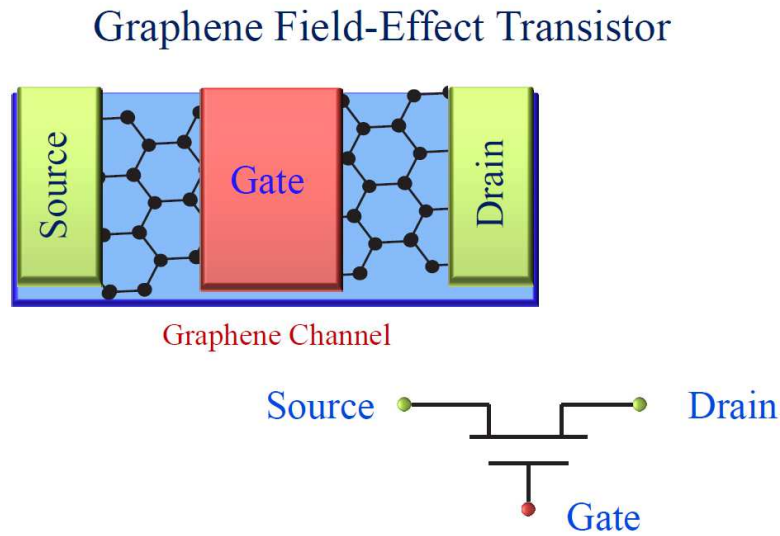 Graphene Field-Effect Transistor
Source
Gate
Drain
Graphene Channel
Source
Drain
Gate